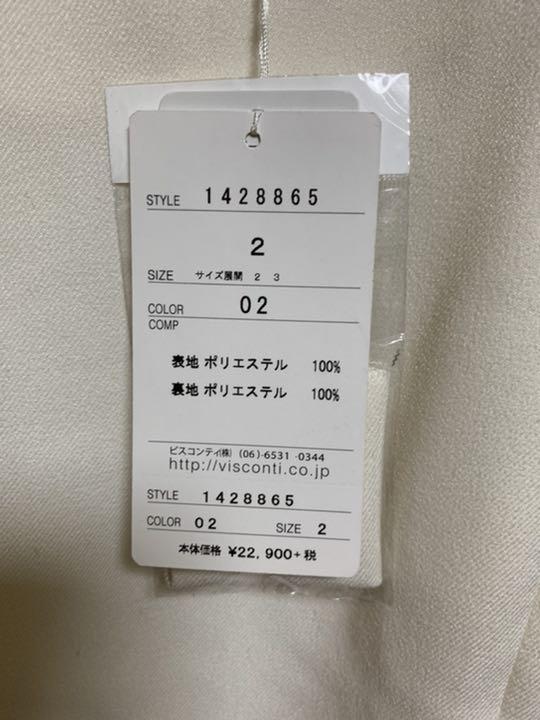 STYLE 1428865
2
SIZE サイズ展開 2 3
COLOR 02
COMP
表地 ポリエステル 100%
裏地 ポリエステル 100%
ビスコンティ(株) (06)-6531-0344
http://visconti.co.jp
STYLE 1428865
COLOR 02 SIZE 2
本体価格 ¥22,900+税